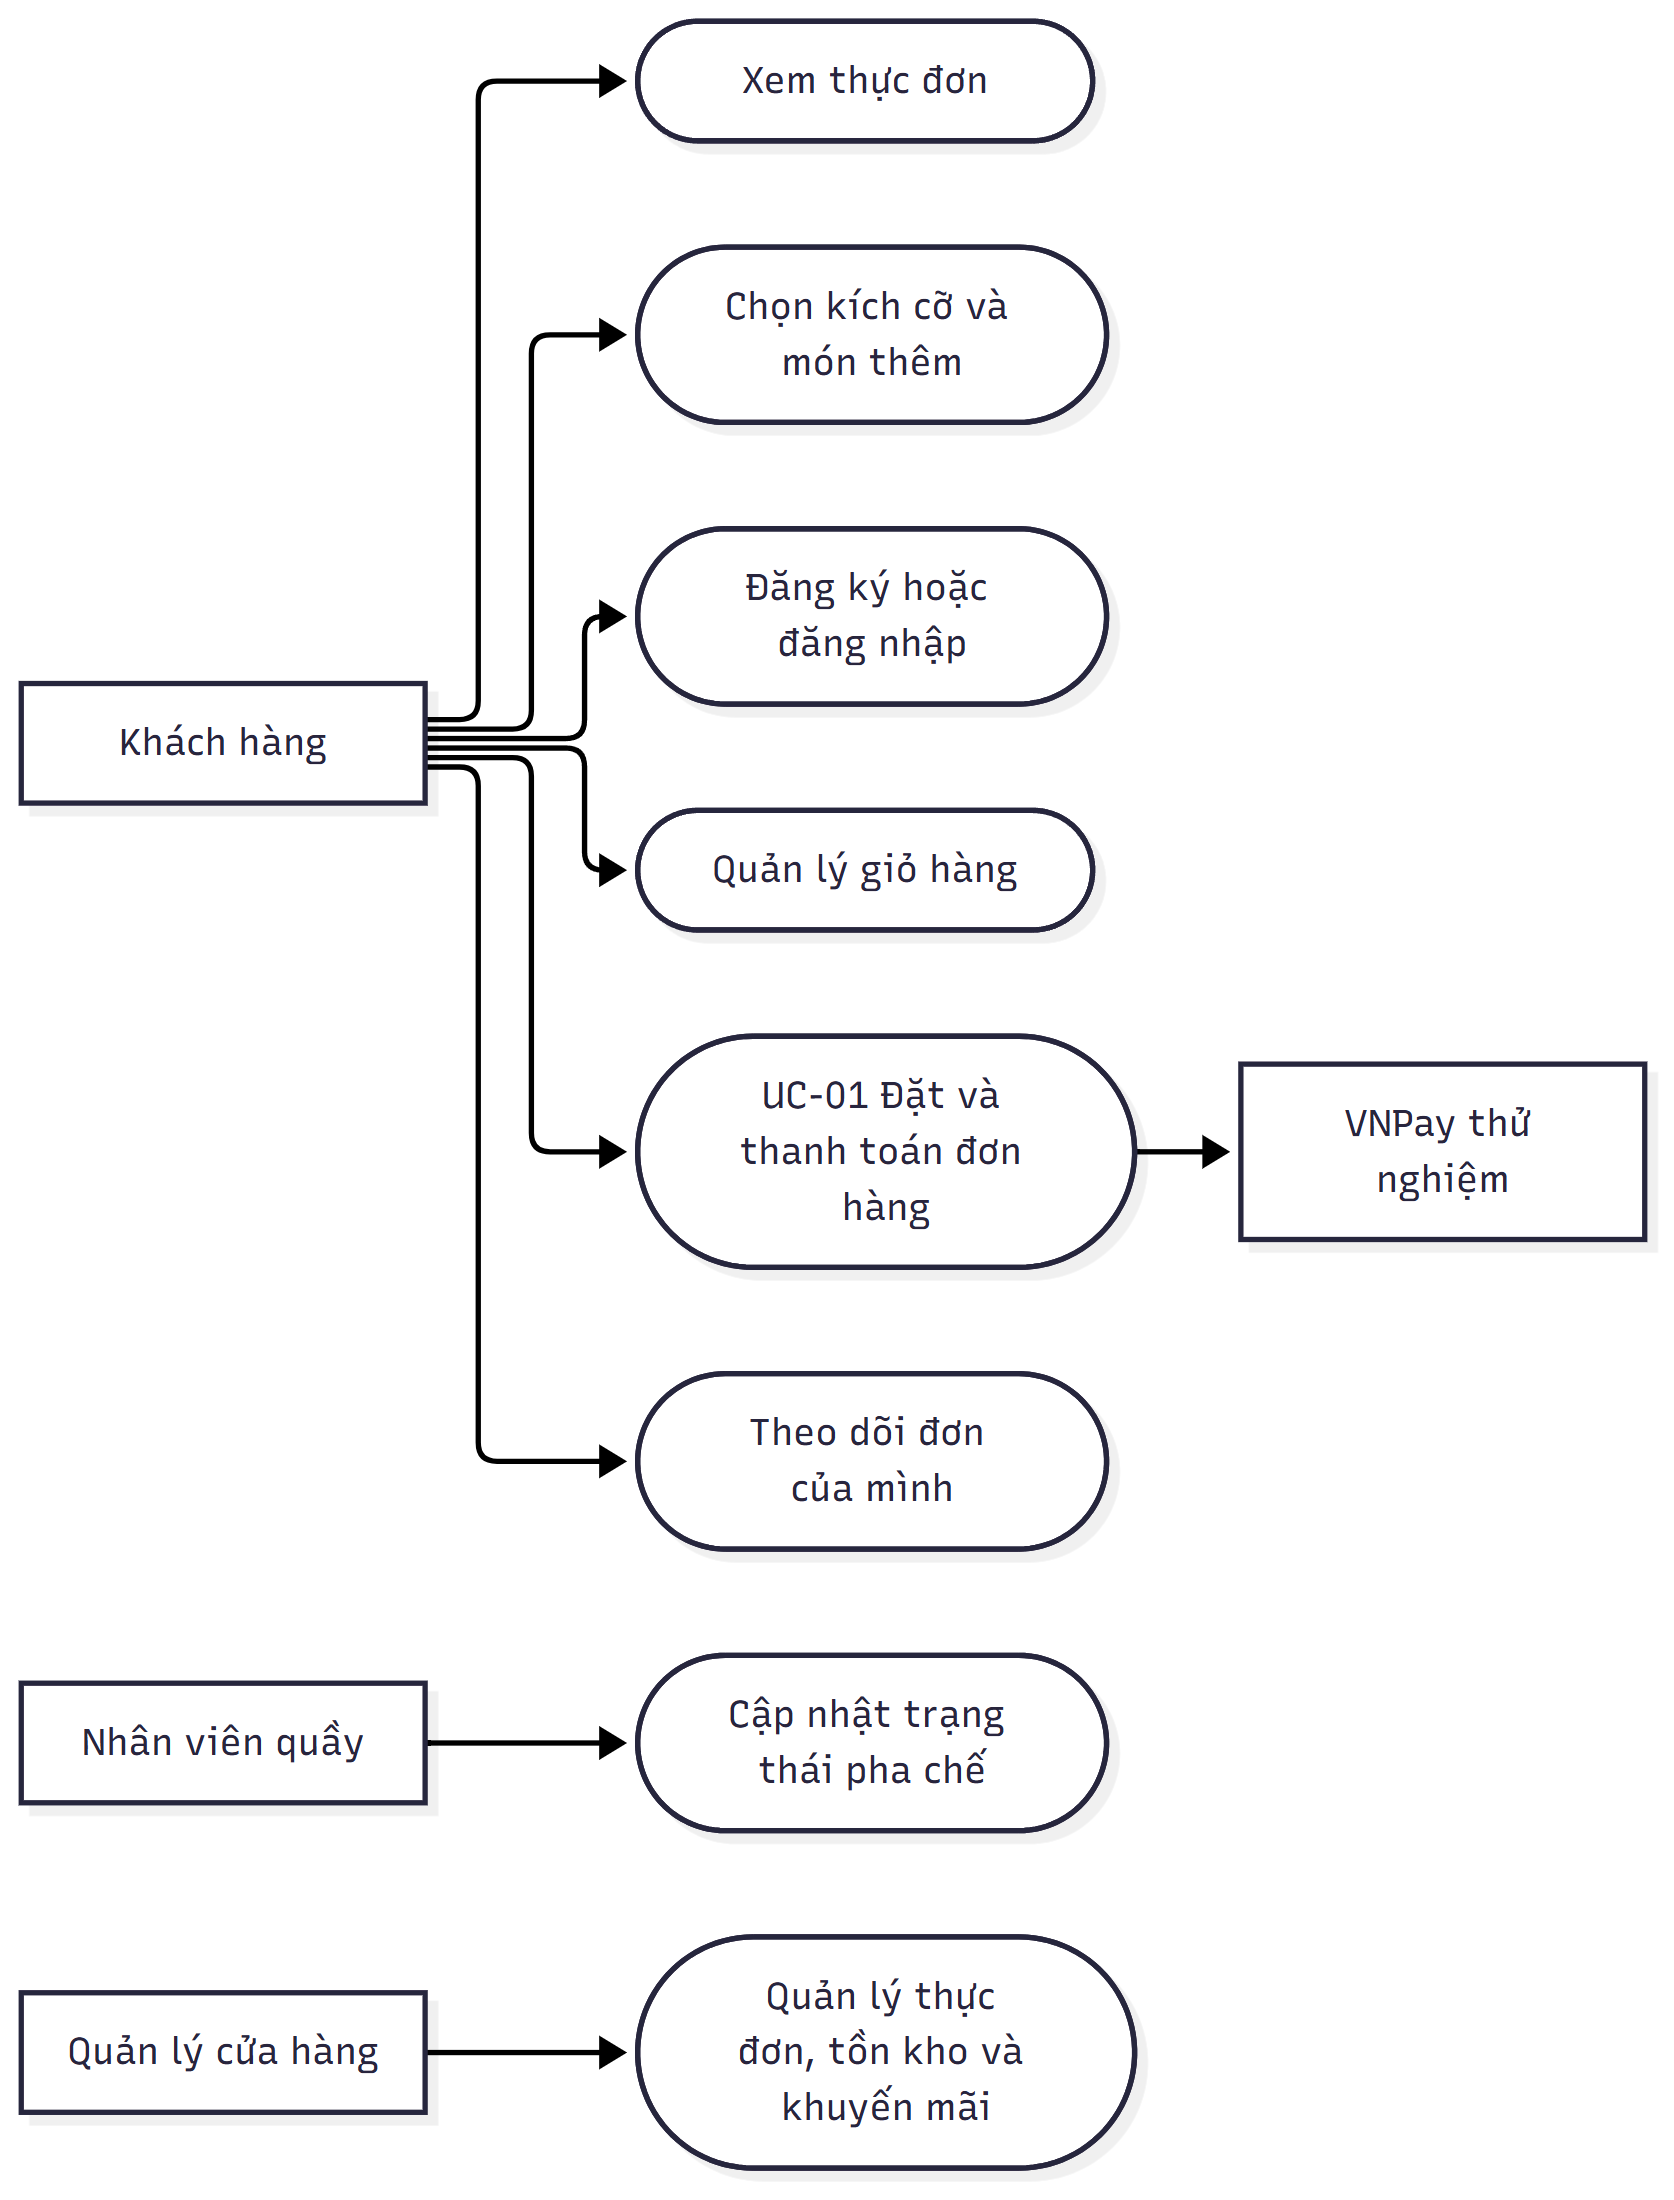 Xem thực đơn
Chọn kích cỡ và
món thêm
Đăng ký hoặc
đăng nhập
Khách hàng
Quản lý giỏ hàng
UC-01 Đặt và
thanh toán đơn
hàng
VNPay thử
nghiệm
Theo dõi đơn
của mình
Nhân viên quầy
Cập nhật trạng
thái pha chế
Quản lý cửa hàng
Quản lý thực
đơn, tồn kho và
khuyến mãi